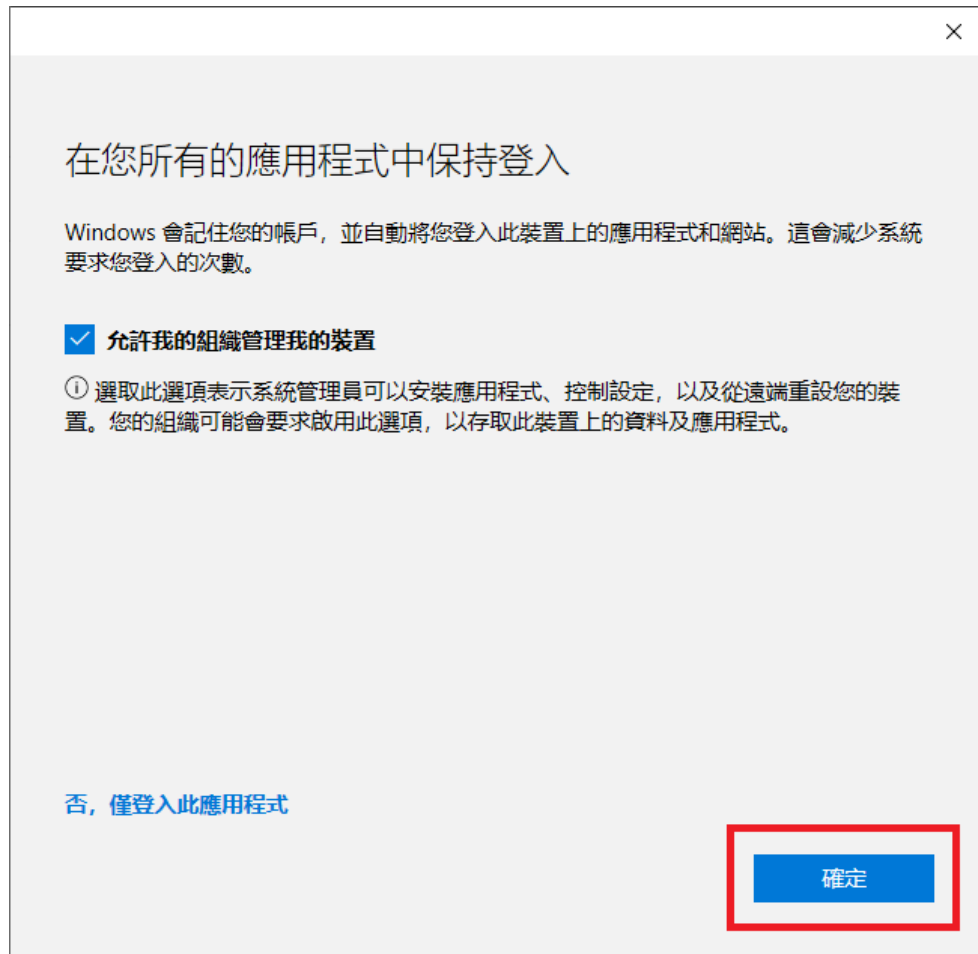 在您所有的應用程式中保持登入
Windows 會記住您的帳戶，並自動將您登入此裝置上的應用程式和網站。這會減少系統
要求您登入的次數。
允許我的組織管理我的裝置
選取此選項表示系統管理員可以安裝應用程式、控制設定，以及從遠端重設您的裝
置。您的組織可能會要求啟用此選項，以存取此裝置上的資料及應用程式。
否，僅登入此應用程式
確定